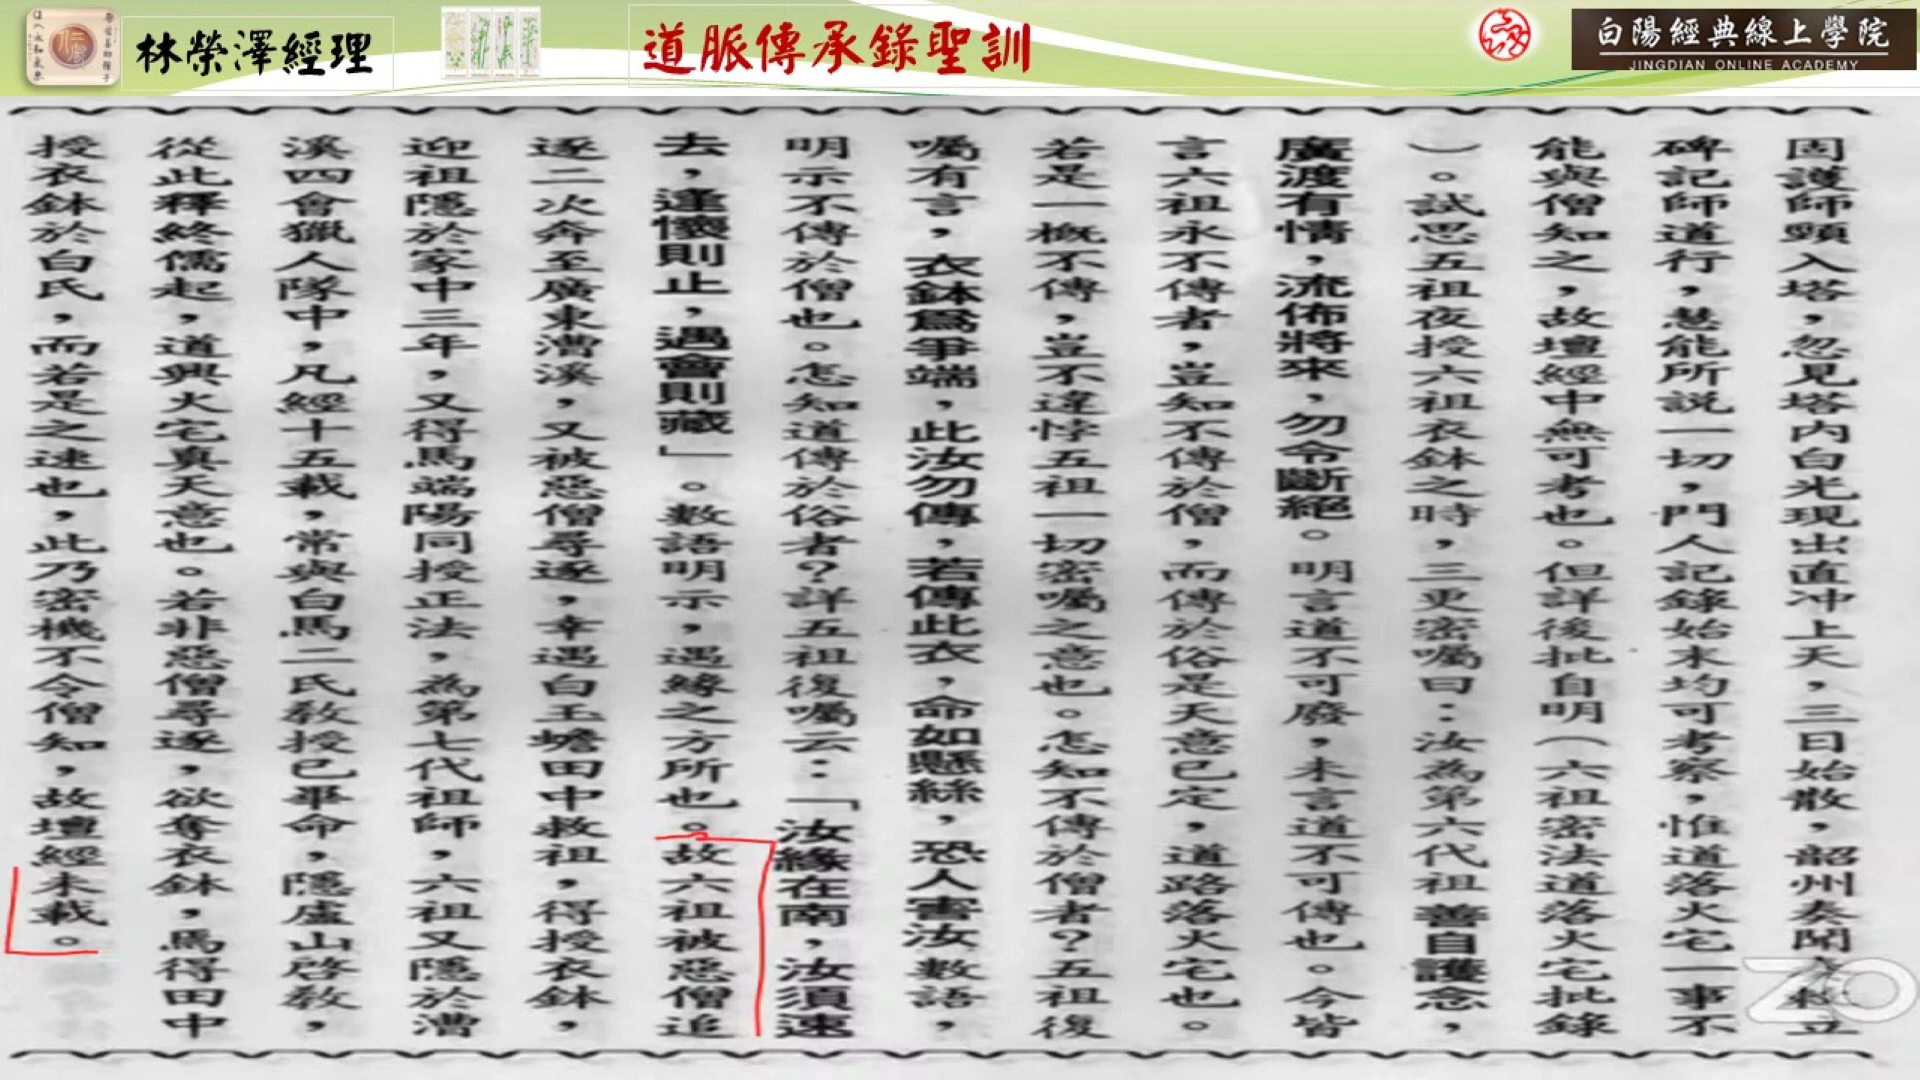 林榮澤經理
道脈傳承錄聖訓
白陽經典線上學院
JINGDIAN ONLINE ACADEMY
固護師頸入塔，忽見塔內白光現出直冲上天，三日始散，韶州奏聞立
碑記師道行，慧能所説一切，門人記錄始末均可考察，惟道落火宅一事不
能與僧知之，故壇經中無可考也。但詳後批自明（六祖密法道落火宅批錄
）。試思五祖夜授六祖衣鉢之時，三更密囑曰：汝為第六代祖善自護念，
廣渡有情，流佈將來，勿令斷絕。明言道不可廢，未言道不可傳也。今皆
言六祖永不傳者，豈知不傳於僧，而傳於俗是天意已定，道路落火宅也。
若是一概不傳，豈不違悖五祖一切密囑之意也。怎知不傳於僧者？五祖復
囑有言，衣鉢爲爭端，此汝勿傳，若傳此衣，命如懸絲，恐人害汝數語，
明示不傳於僧也。怎知道傳於俗者？詳五祖復囑云：「汝緣在南，汝須速
去，逢懷則止，遇會則藏」。數語明示，遇緣之方所也。故六祖被惡僧追
逐二次奔至廣東漕溪，又被惡僧尋逐，幸遇白玉蟾田中救祖，得授衣鉢，
迎祖隱於家中三年，又得馬端陽同授正法，為第七代祖師，六祖又隱於漕
溪四會獵人隊中，凡經十五載，常與白馬二氏教授已畢命，隱盧山啓教，
從此釋終儒起，道興火宅真天意也。若非惡僧尋逐，欲奪衣鉢，馬得田中
授衣鉢於白氏，而若是之速也，此乃密機不令僧知，故壇經未載。
ZO